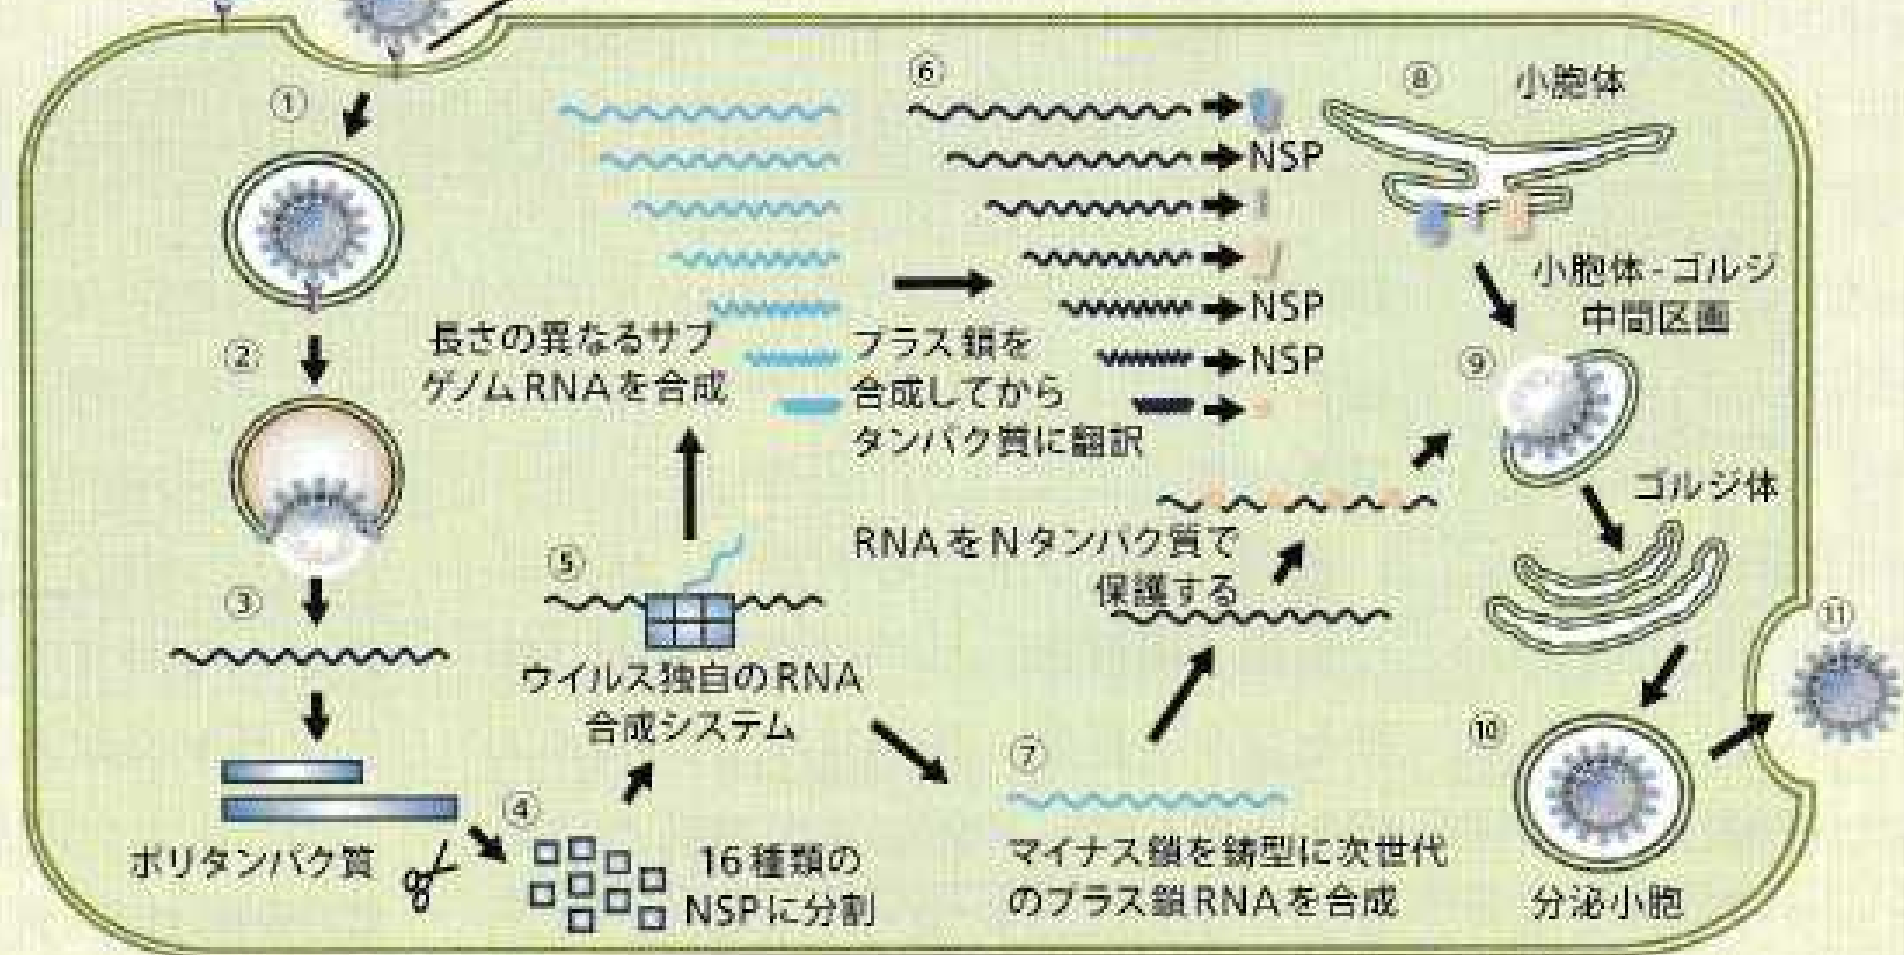 ①
②
③
ポリタンパク質
④
16種類の
NSPに分割
⑤
ウイルス独自のRNA
合成システム
長さの異なるサブ
ゲノムRNAを合成
⑥
NSP
NSP
NSP
プラス鎖を
合成してから
タンパク質に翻訳
⑦
マイナス鎖を鋳型に次世代
のプラス鎖RNAを合成
RNAをNタンパク質で
保護する
⑧
小胞体
小胞体-ゴルジ
中間区画
⑨
ゴルジ体
⑩
分泌小胞
⑪